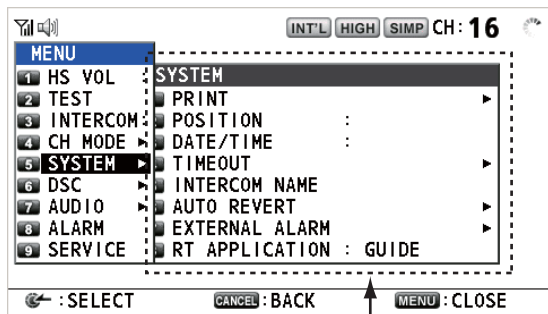 INT'L HIGH SIMP CH: 16
MENU
1 HS VOL :
2 TEST
3 INTERCOM:
4 CH MODE ▶
5 SYSTEM ▶
6 DSC ▶
7 AUDIO ▶
8 ALARM
9 SERVICE
SYSTEM
PRINT ▶
POSITION :
DATE/TIME :
TIMEOUT ▶
INTERCOM NAME
AUTO REVERT ▶
EXTERNAL ALARM ▶
RT APPLICATION : GUIDE
:SELECT CANCEL:BACK MENU:CLOSE